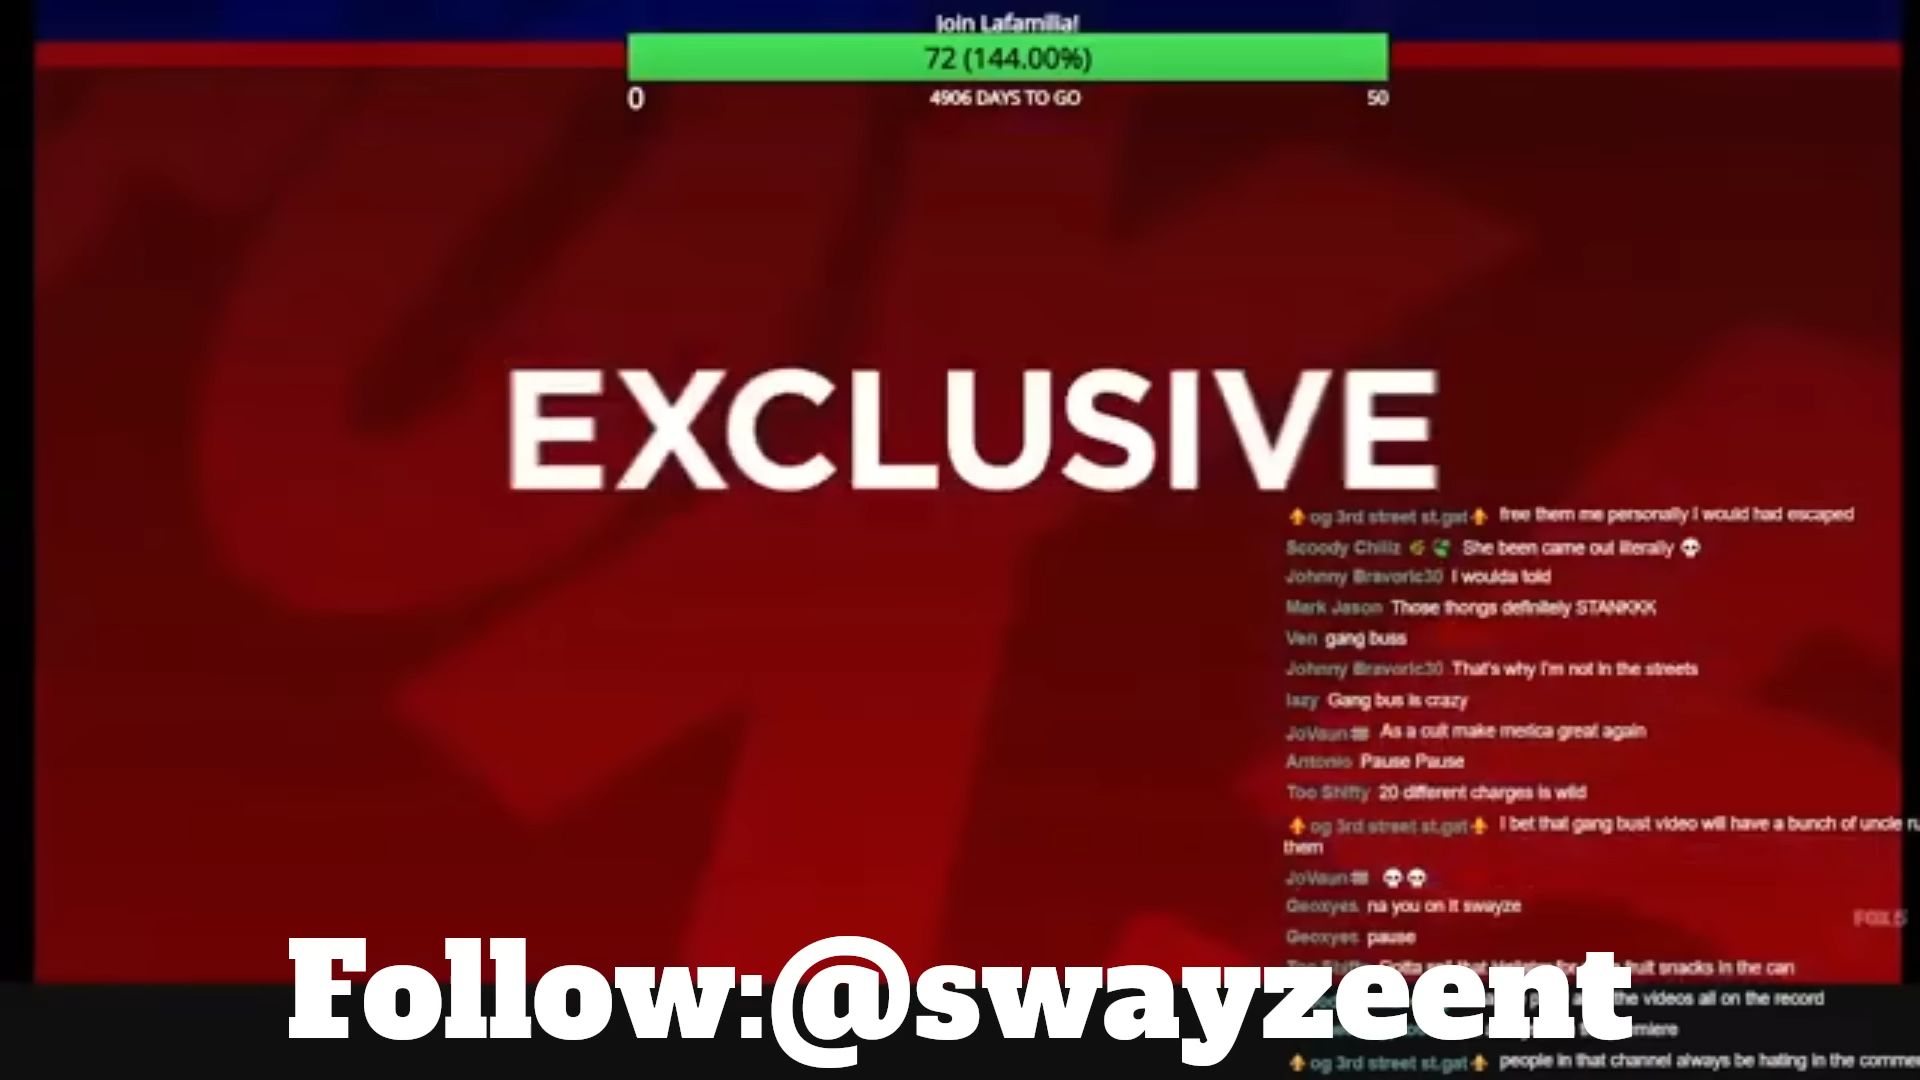 Join Lafamilia!
72 (144.00%)
0 4906 DAYS TO GO 50
EXCLUSIVE
og 3rd street st.gat free them me personally I would had escaped
Scoody Chillz She been came out literally
Johnny Bravoric30 I woulda told
Mark Jason Those thongs definitely STANKKK
Ven gang buss
Johnny Bravoric30 That's why I'm not in the streets
Gang bus is crazy
JoVaun As a cult make merica great again
Antonio Pause Pause
Too Shifty 20 different charges is wild
og 3rd street st.gat I bet that gang bust video will have a bunch of uncle
them
JoVaun
Geoxyes na you on it swayze
FOX 5
Geoxyes pause
fruit snacks in the can
the videos all on the record
Follow:@swayzeent
og 3rd street st.gat people in that channel always be hating in the